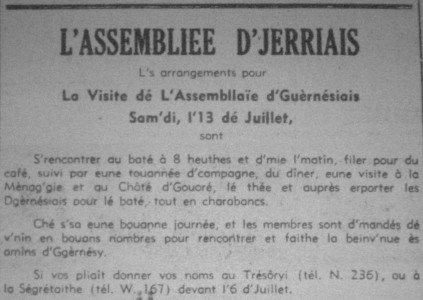 L'ASSEMBLIEE D'JERRIAIS
L's arrangements pour
La Visite dé L'Assembllaïe d'Guèrnésiais
Sam'di, l'13 dé Juillet,
sont
S'rencontrer au baté à 8 heuthes et d'mie l'matin, filer pour du
café, suivi par eune touannée d'campagne, du dîner, eune visite à la
Ménag'gie et au Châté d'Gouaré, lé thée et auprès erporter les
Dgèrnésiais pour lé baté, tout en charabancs.
Ché s'sa eune bouanne journée, et les membres sont d'mandés dé
v'nin en bouans nombres pour rencontrer et faithe la beinv'nue ès
amins d'Ggèrnésy.
Si vos pliaît donner vos noms au Trésôryi (tél. N. 236), ou à
la Ségrétaithe (tél. W. 167) devant l'6 d'Juillet.